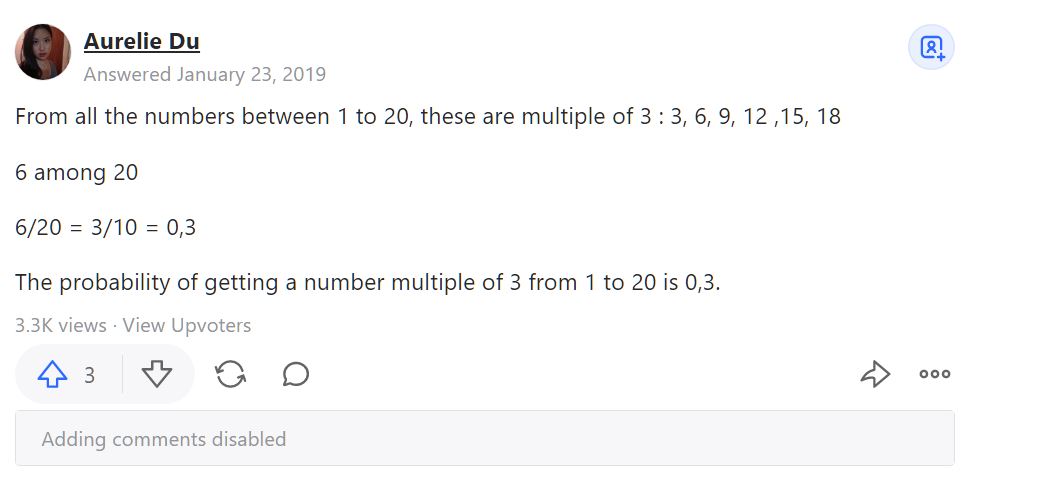 Aurelie Du
Answered January 23, 2019
From all the numbers between 1 to 20, these are multiple of 3 : 3, 6, 9, 12 ,15, 18
6 among 20
6/20 = 3/10 = 0,3
The probability of getting a number multiple of 3 from 1 to 20 is 0,3.
3.3K views · View Upvoters
3
Adding comments disabled